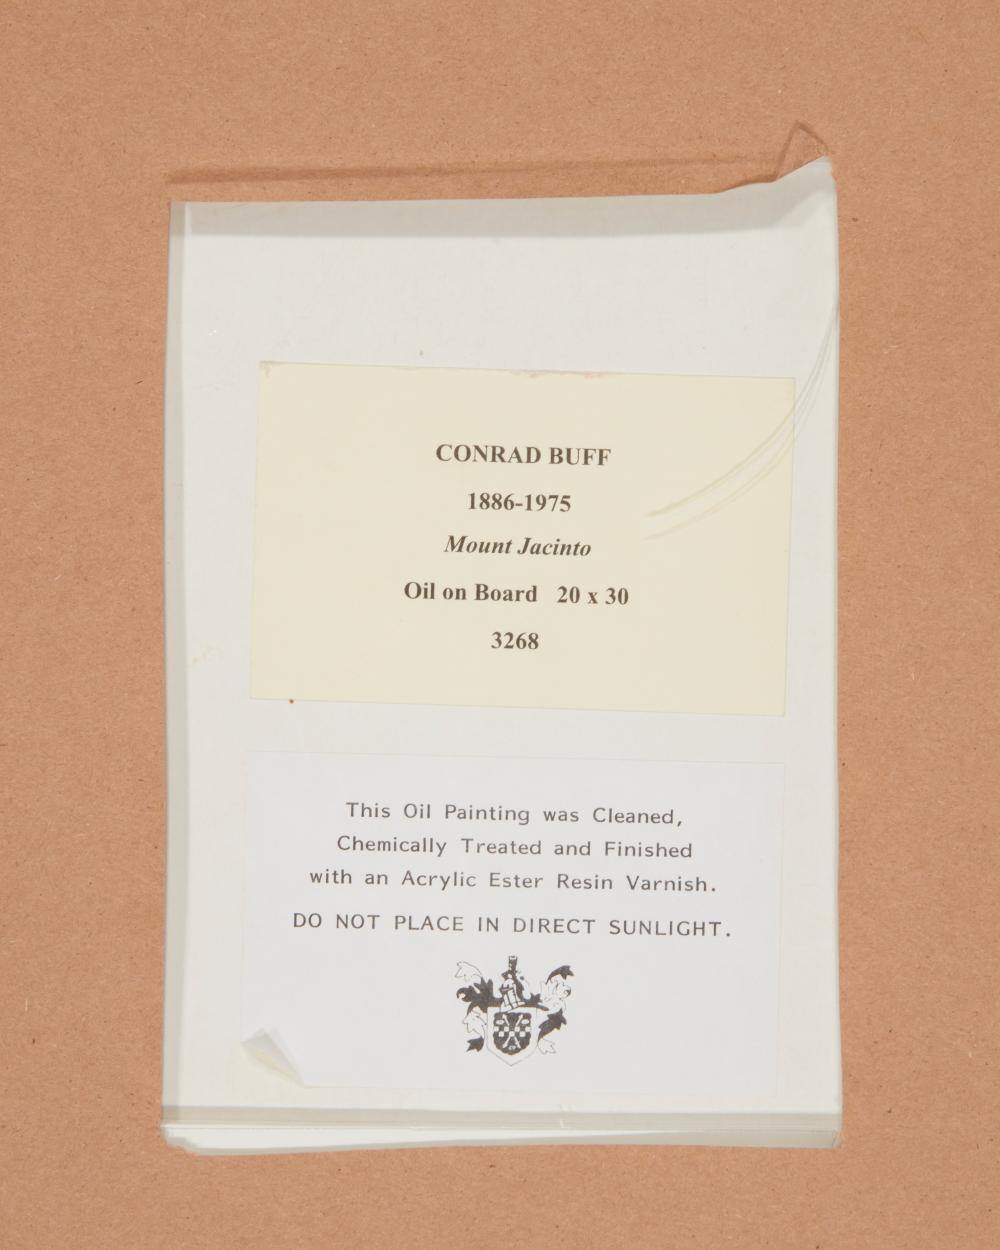 CONRAD BUFF
1886-1975
Mount Jacinto
Oil on Board 20 x 30
3268
This Oil Painting was Cleaned,
Chemically Treated and Finished
with an Acrylic Ester Resin Varnish.
DO NOT PLACE IN DIRECT SUNLIGHT.